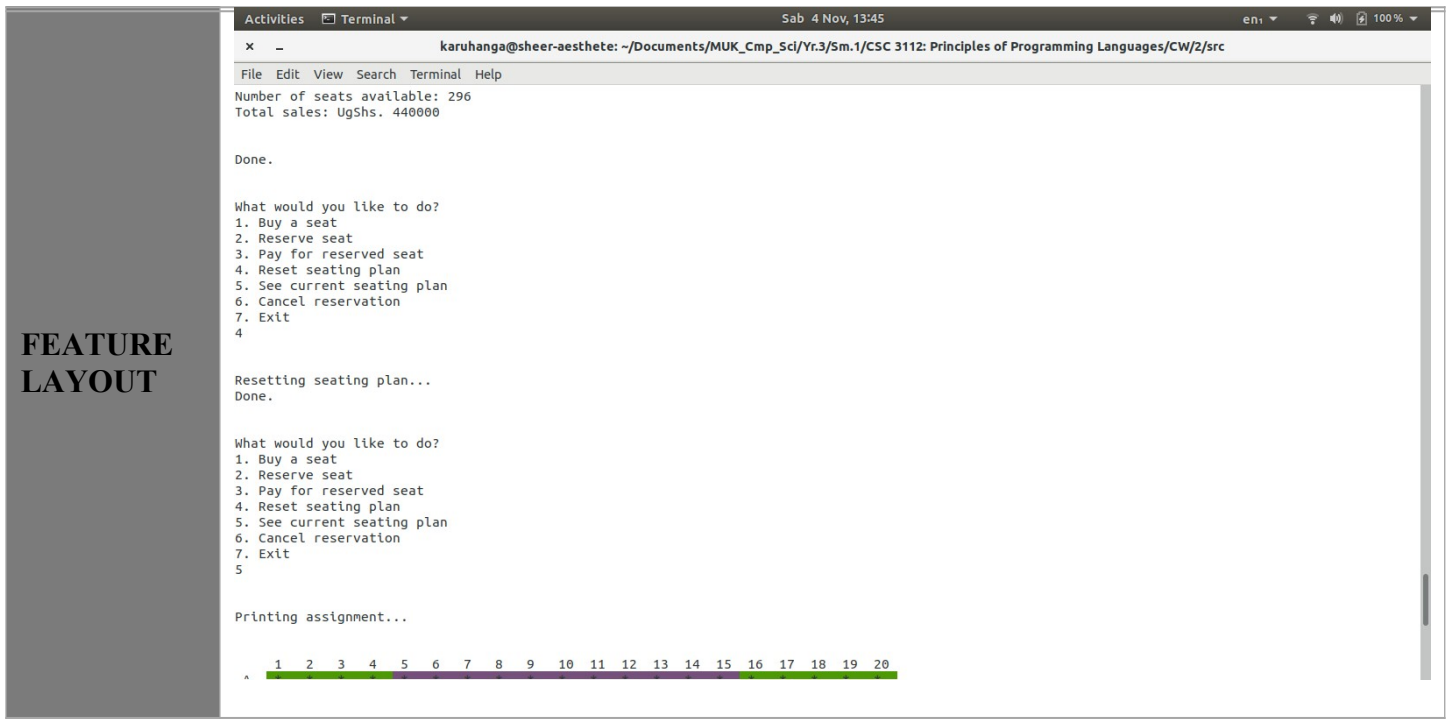 FEATURE
LAYOUT
Activities Terminal Sab 4 Nov, 13:45 en₁ 100%
karuhanga@sheer-aesthete: ~/Documents/MUK_Cmp_Sci/Yr.3/Sm.1/CSC 3112: Principles of Programming Languages/CW/2/src
File Edit View Search Terminal Help
Number of seats available: 296
Total sales: UgShs. 440000
Done.
What would you like to do?
1. Buy a seat
2. Reserve seat
3. Pay for reserved seat
4. Reset seating plan
5. See current seating plan
6. Cancel reservation
7. Exit
4
Resetting seating plan...
Done.
What would you like to do?
1. Buy a seat
2. Reserve seat
3. Pay for reserved seat
4. Reset seating plan
5. See current seating plan
6. Cancel reservation
7. Exit
5
Printing assignment...
1 2 3 4 5 6 7 8 9 10 11 12 13 14 15 16 17 18 19 20